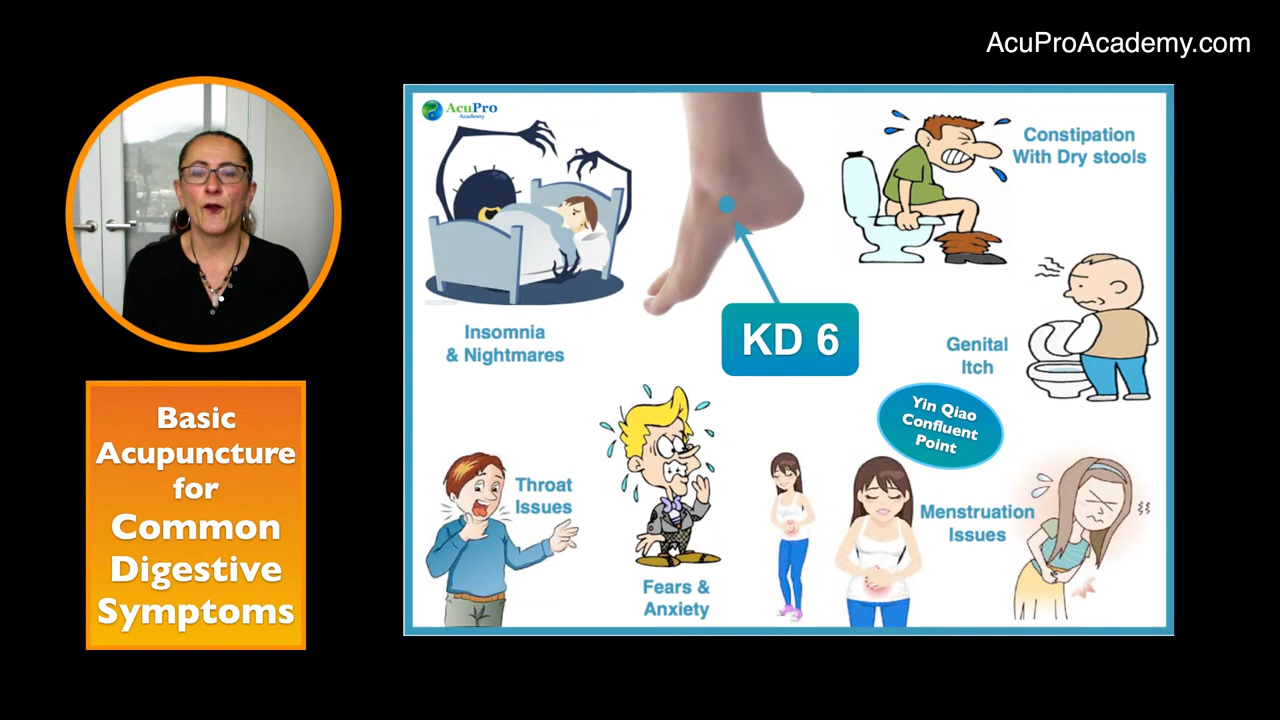 AcuProAcademy.com
AcuPro
Academy
Constipation
With Dry stools
Insomnia
& Nightmares
KD 6
Genital
Itch
Yin Qiao
Confluent
Point
Throat
Issues
Menstruation
Issues
Fears &
Anxiety
Basic
Acupuncture
for
Common
Digestive
Symptoms